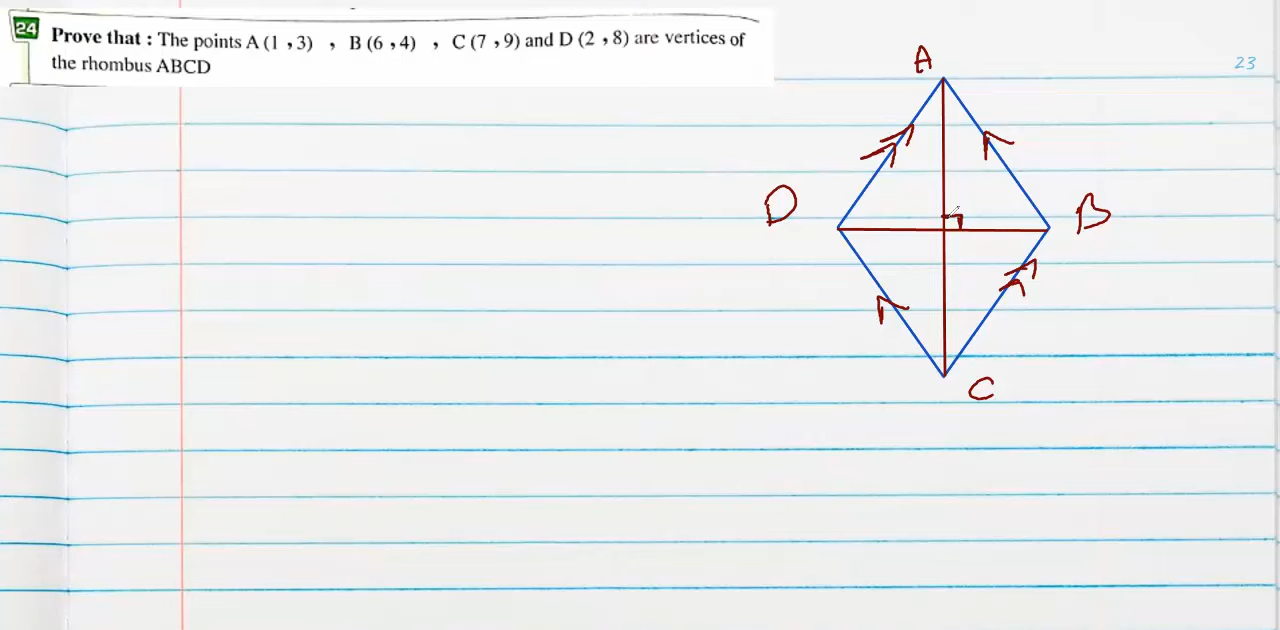 24 Prove that : The points A (1 , 3) , B (6 , 4) , C (7 , 9) and D (2 , 8) are vertices of
the rhombus ABCD
23
A
D
B
C